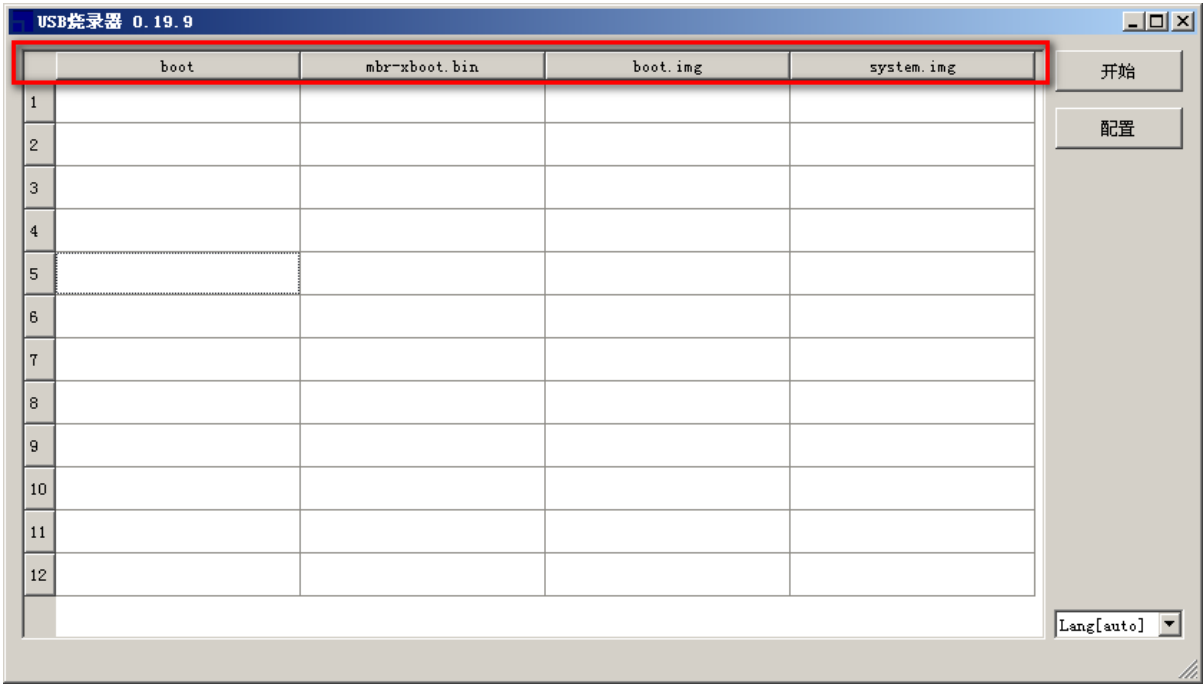 USB烧录器 0.19.9
boot mbr-xboot.bin boot.img system.img
开始
1
配置
2
3
4
5
6
7
8
9
10
11
12
Lang[auto]